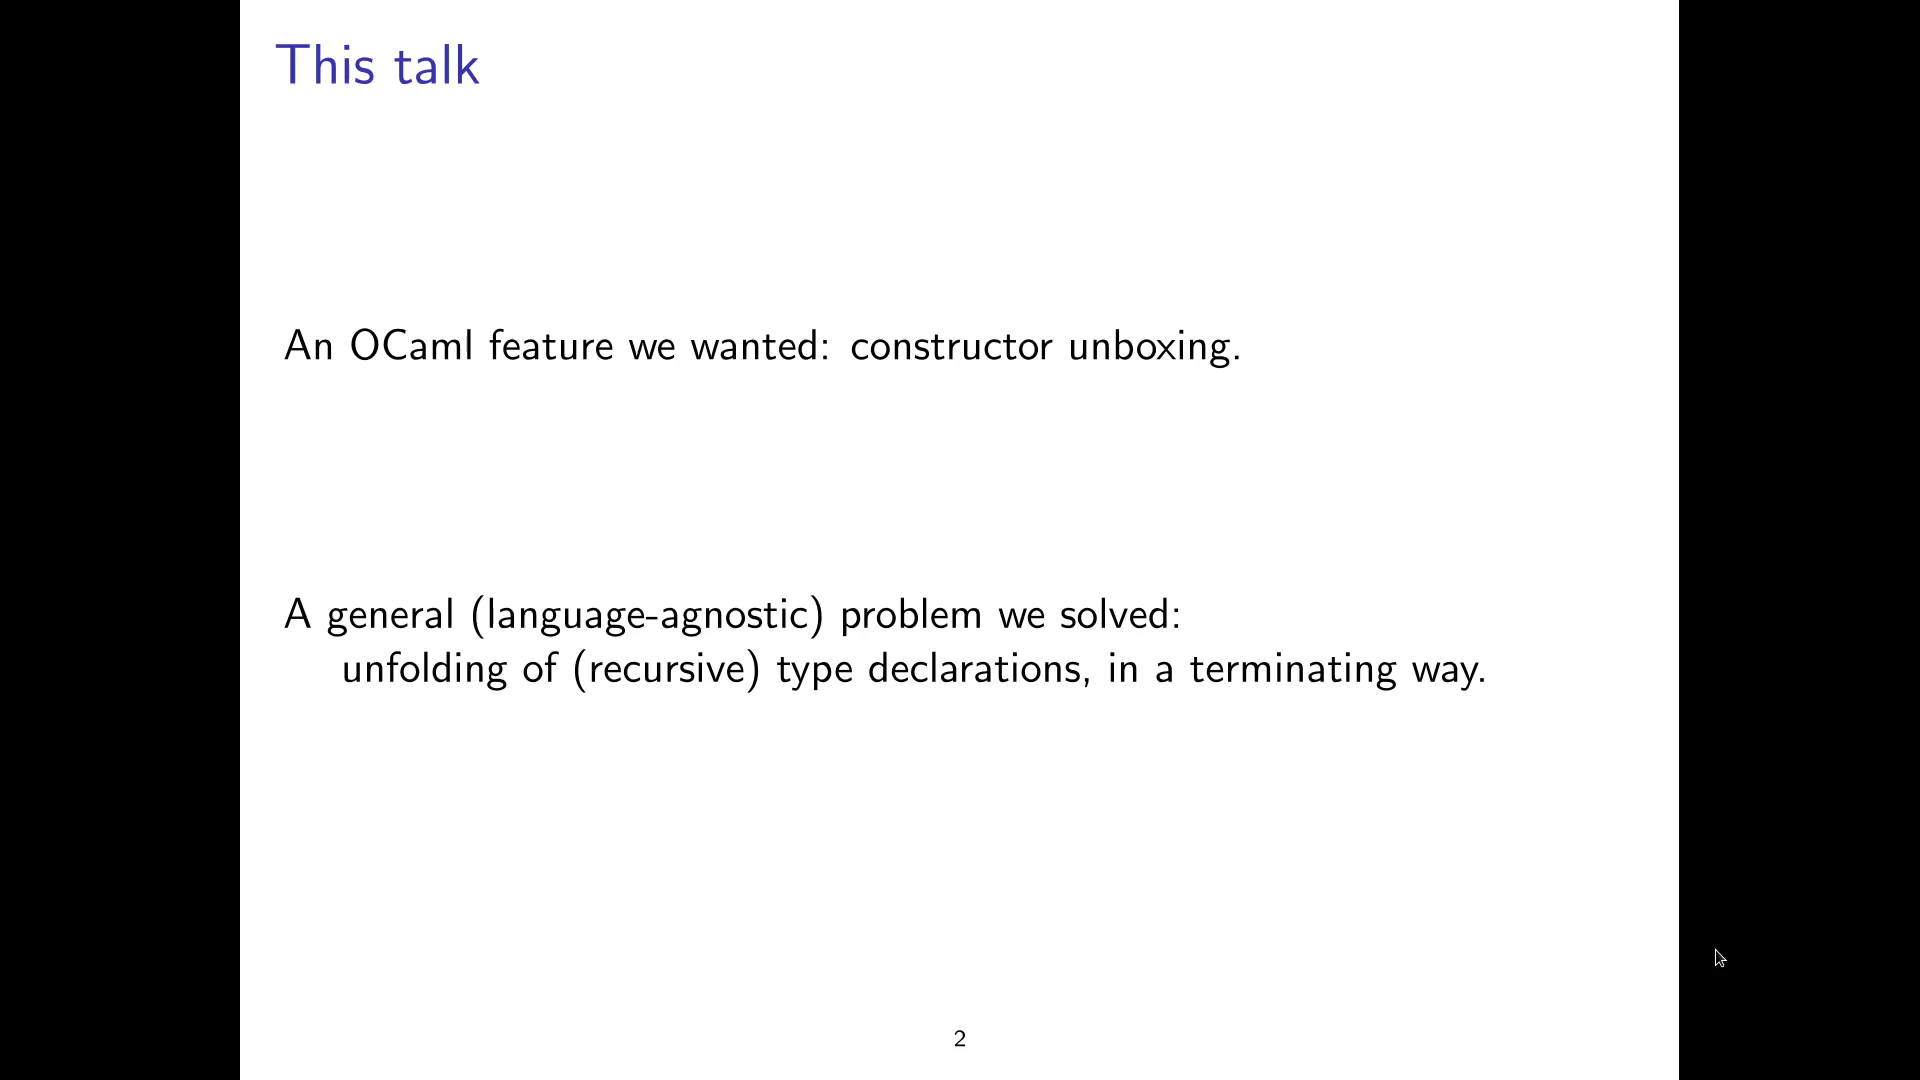 This talk
An OCaml feature we wanted: constructor unboxing.
A general (language-agnostic) problem we solved:
unfolding of (recursive) type declarations, in a terminating way.
2